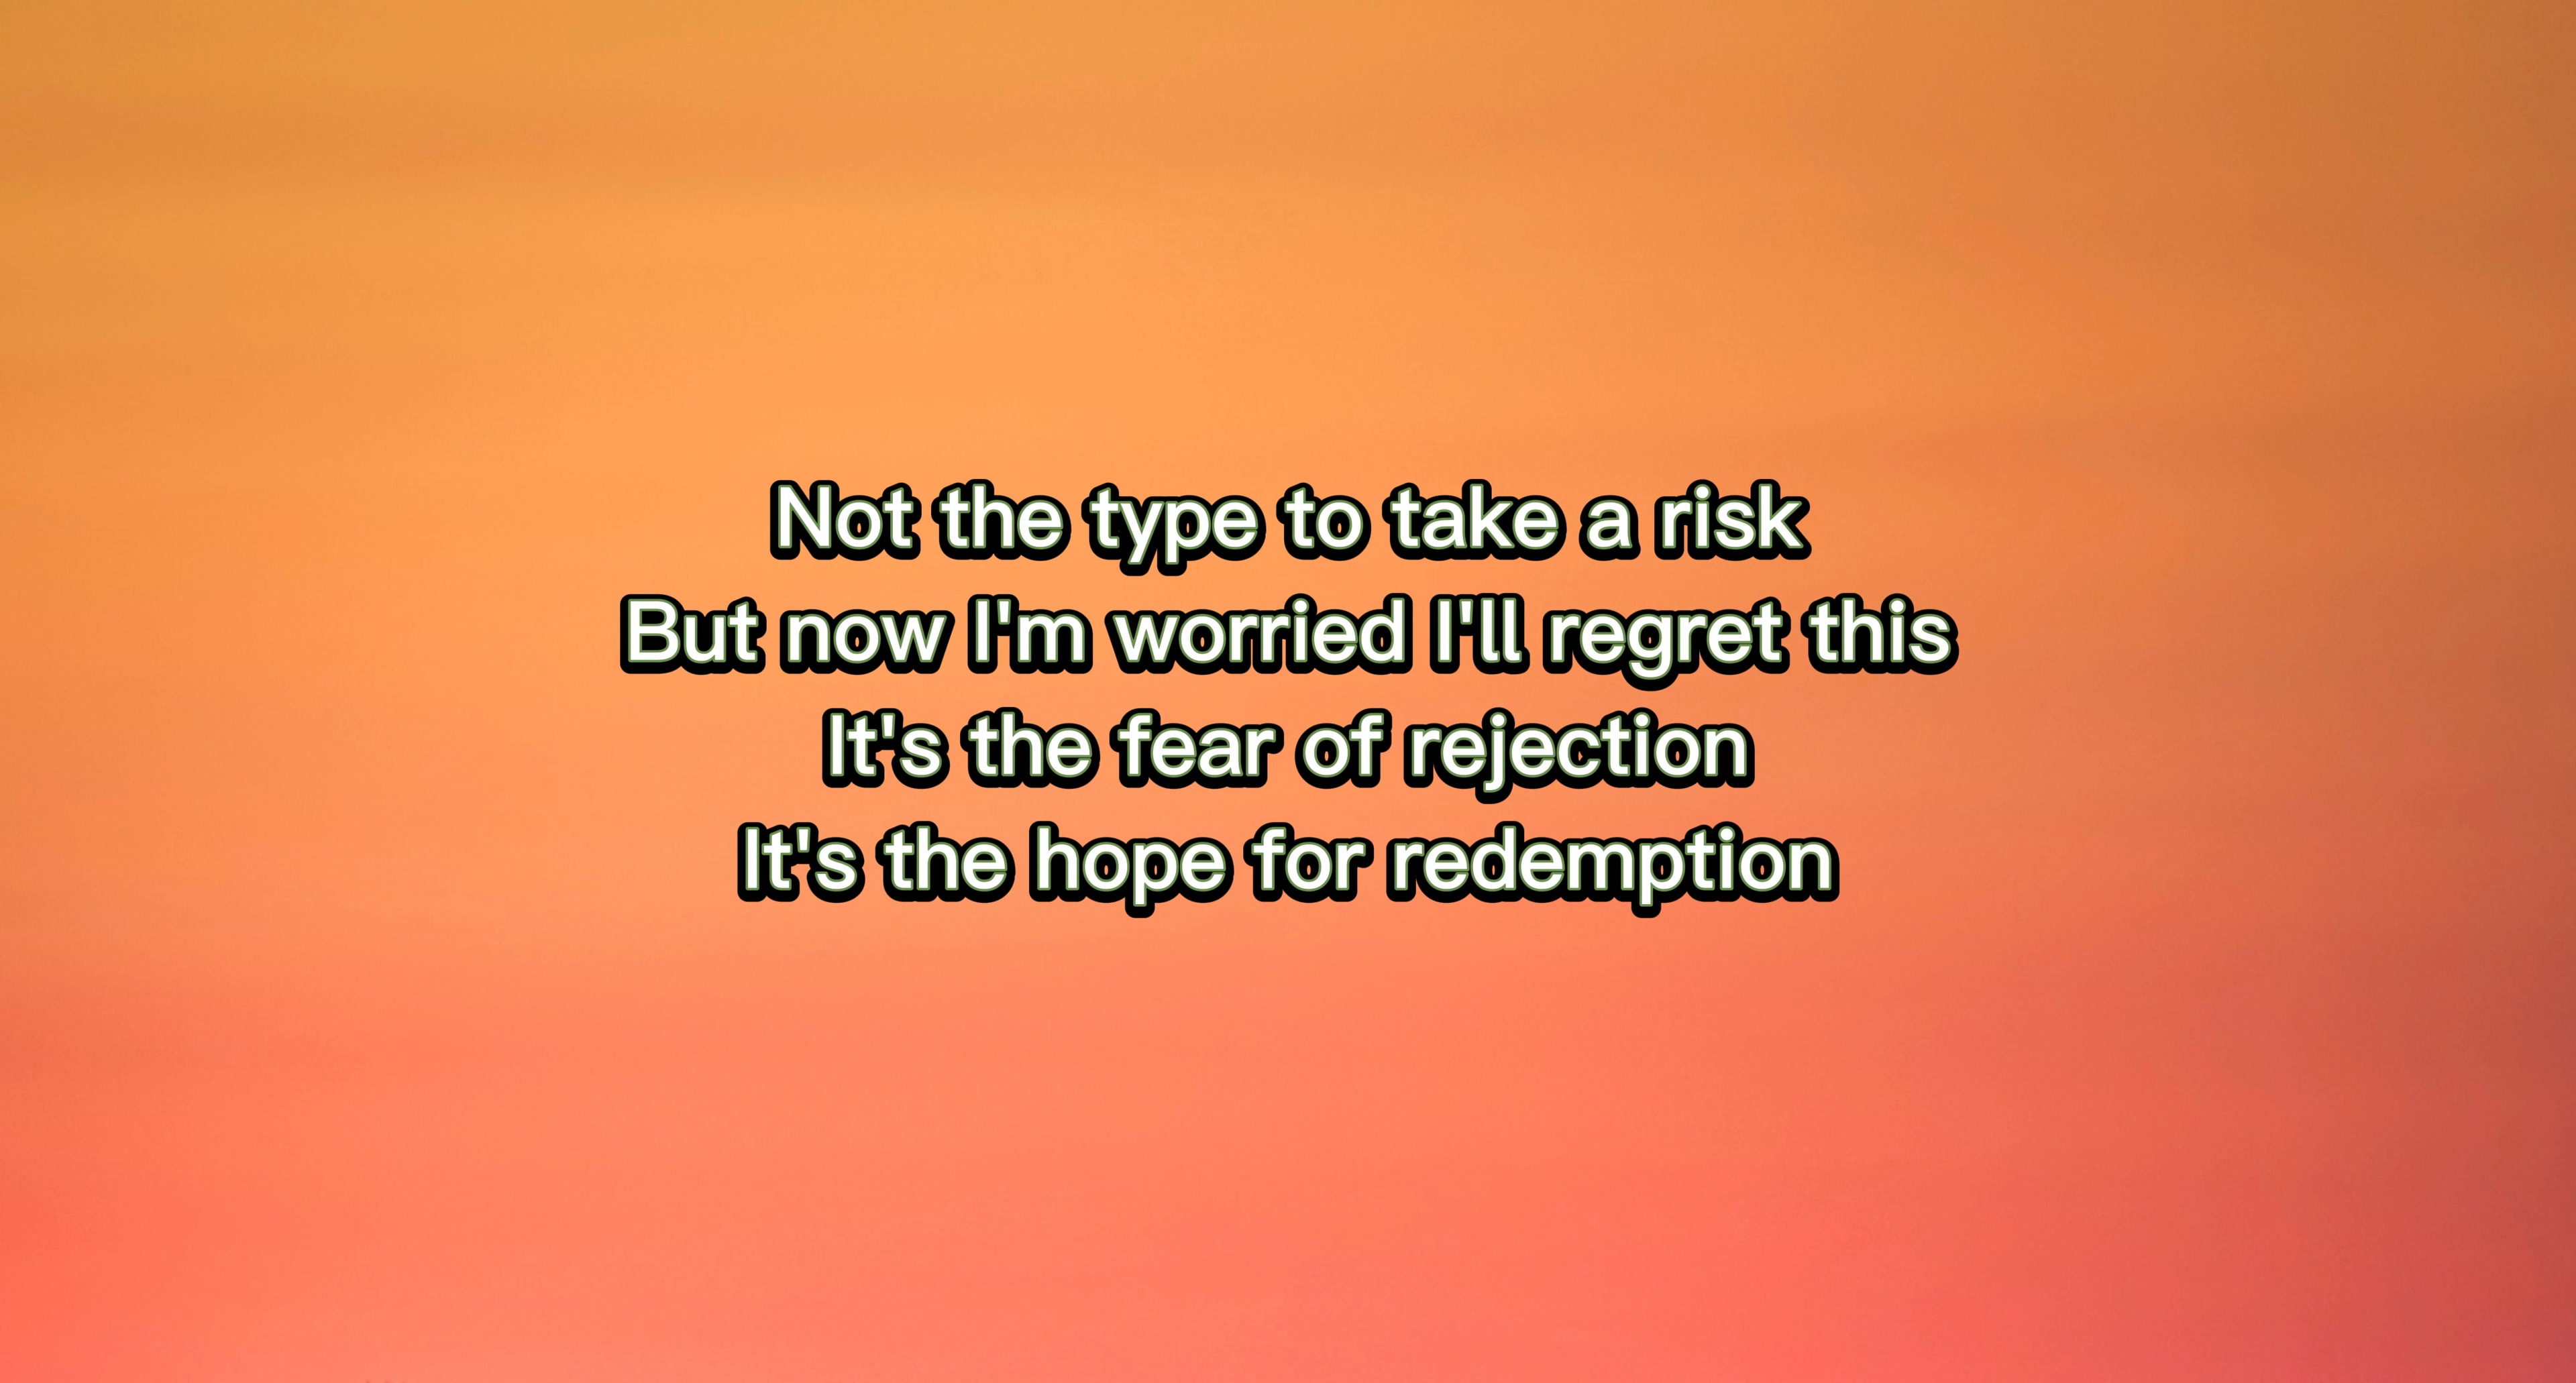 Not the type to take a risk
But now I'm worried I'll regret this
It's the fear of rejection
It's the hope for redemption